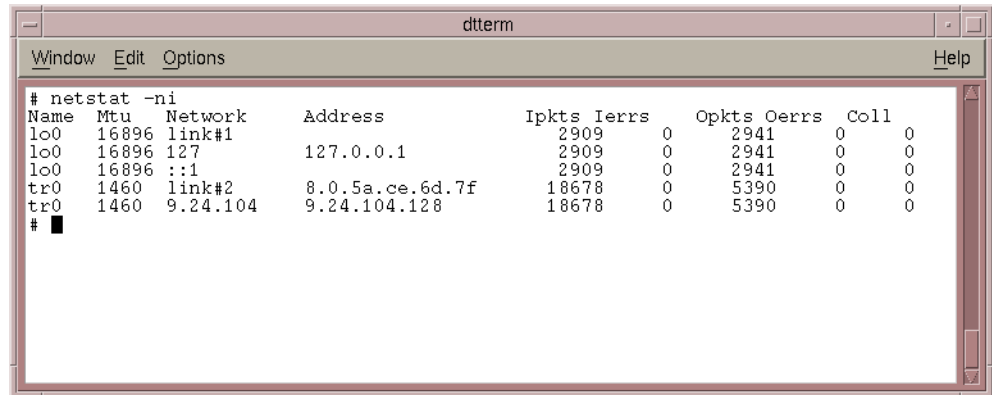 dtterm
Window Edit Options Help
# netstat -ni
Name Mtu Network Address Ipkts Ierrs Opkts Oerrs Coll
lo0 16896 link#1 2909 0 2941 0 0
lo0 16896 127 127.0.0.1 2909 0 2941 0 0
lo0 16896 ::1 2909 0 2941 0 0
tr0 1460 link#2 8.0.5a.ce.6d.7f 18678 0 5390 0 0
tr0 1460 9.24.104 9.24.104.128 18678 0 5390 0 0
#